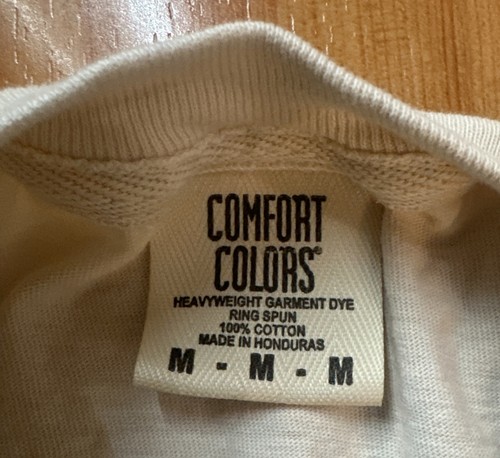 COMFORT
COLORS®
HEAVYWEIGHT GARMENT DYE
RING SPUN
100% COTTON
MADE IN HONDURAS
M - M - M